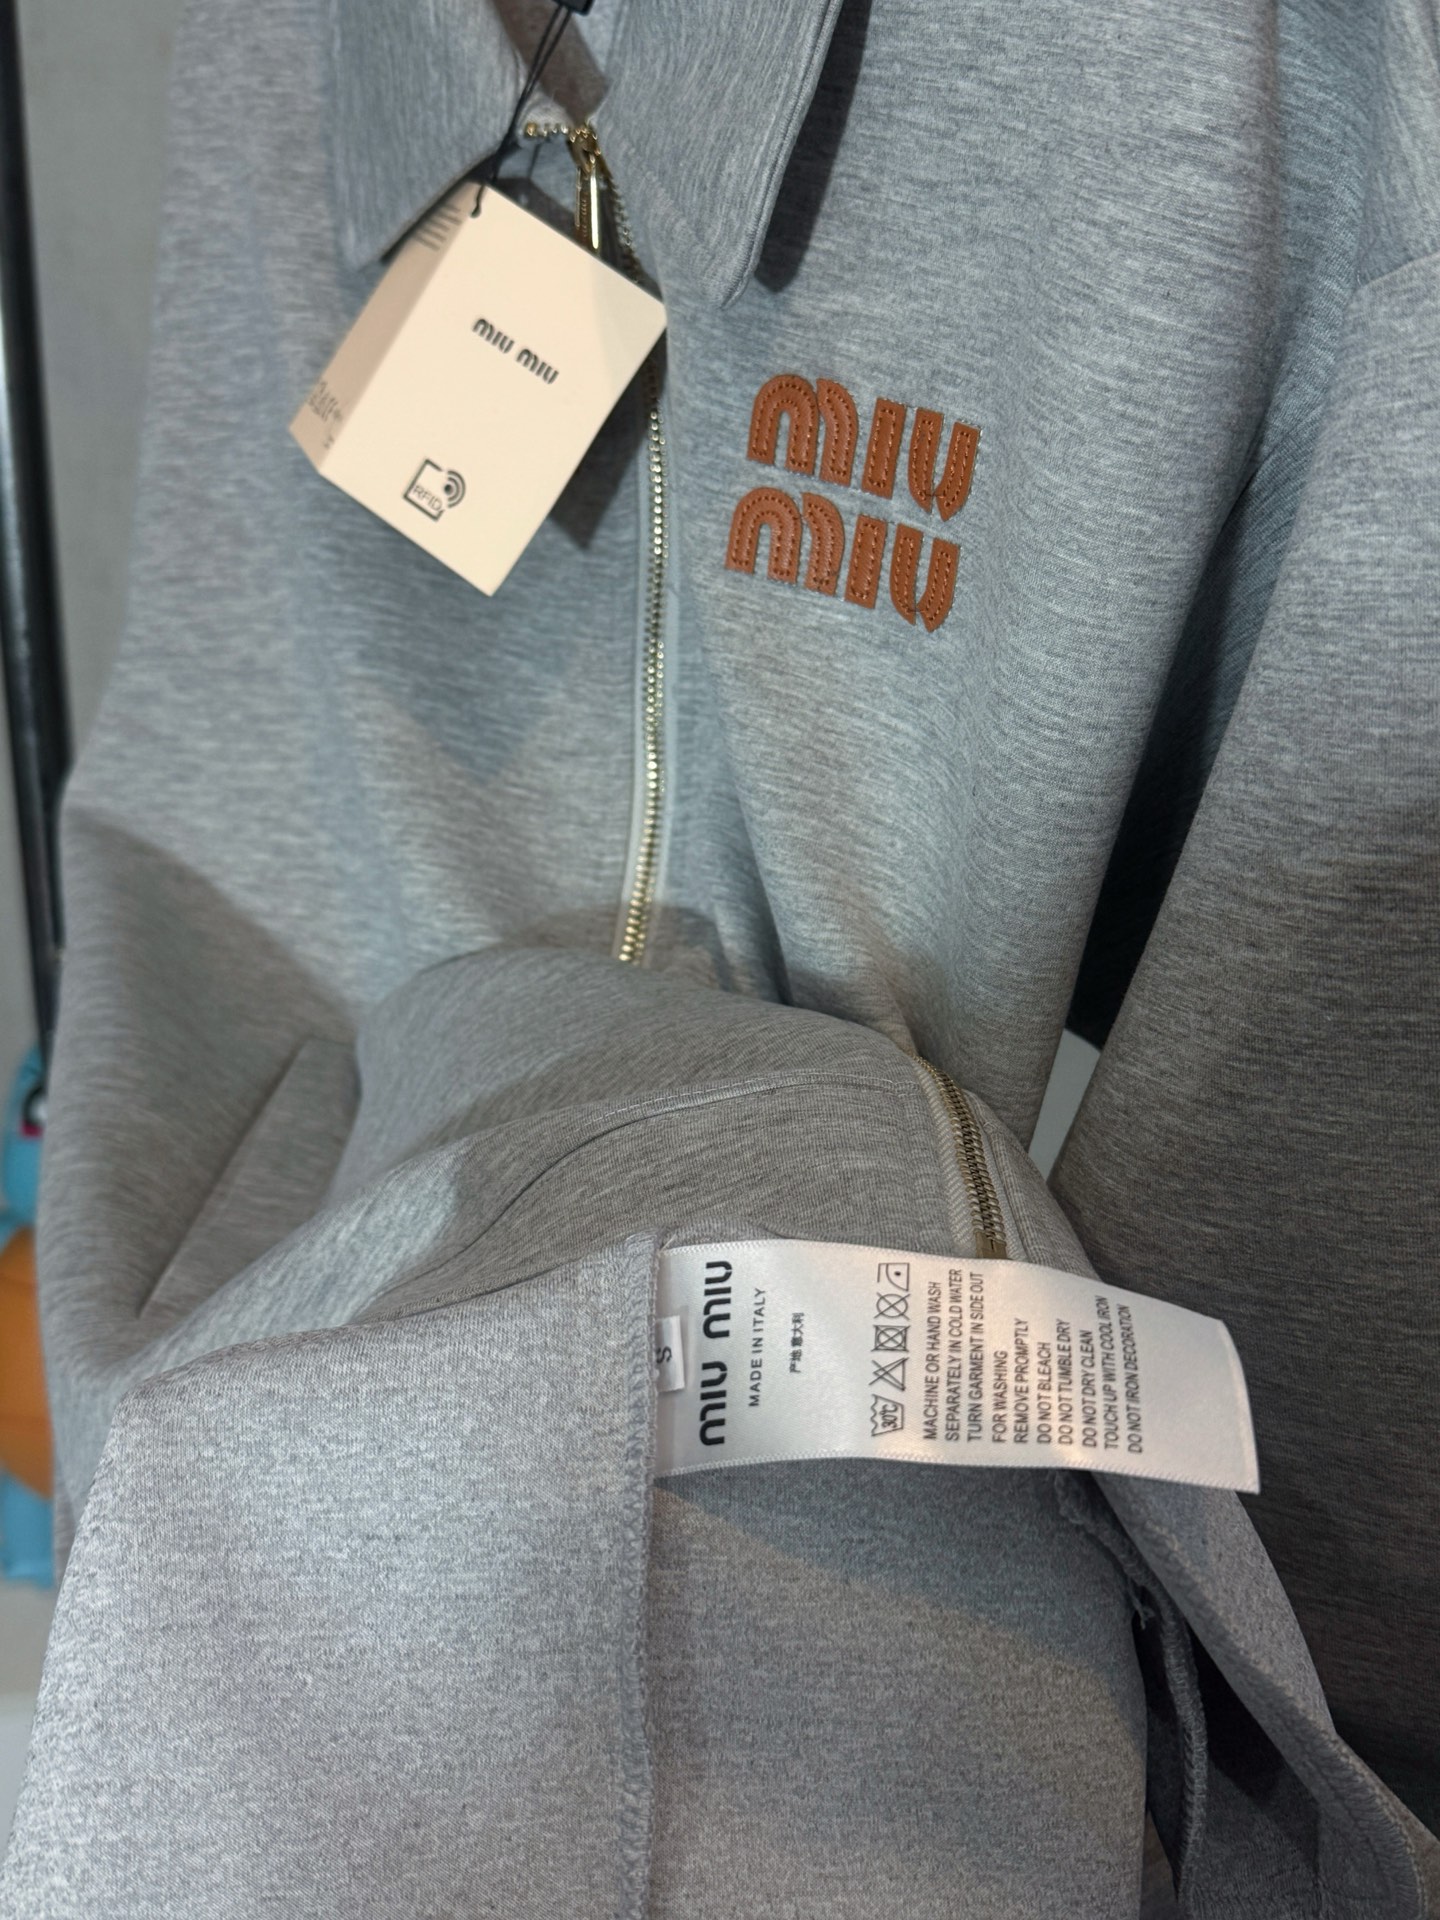 MIU MIU
RFID
MIU
MIU
S
MIU MIU
MADE IN ITALY
产地:意大利
30℃
MACHINE OR HAND WASH
SEPARATELY IN COLD WATER
TURN GARMENT IN SIDE OUT
FOR WASHING
REMOVE PROMPTLY
DO NOT BLEACH
DO NOT TUMBLE DRY
DO NOT DRY CLEAN
TOUCH UP WITH COOL IRON
DO NOT IRON DECORATION